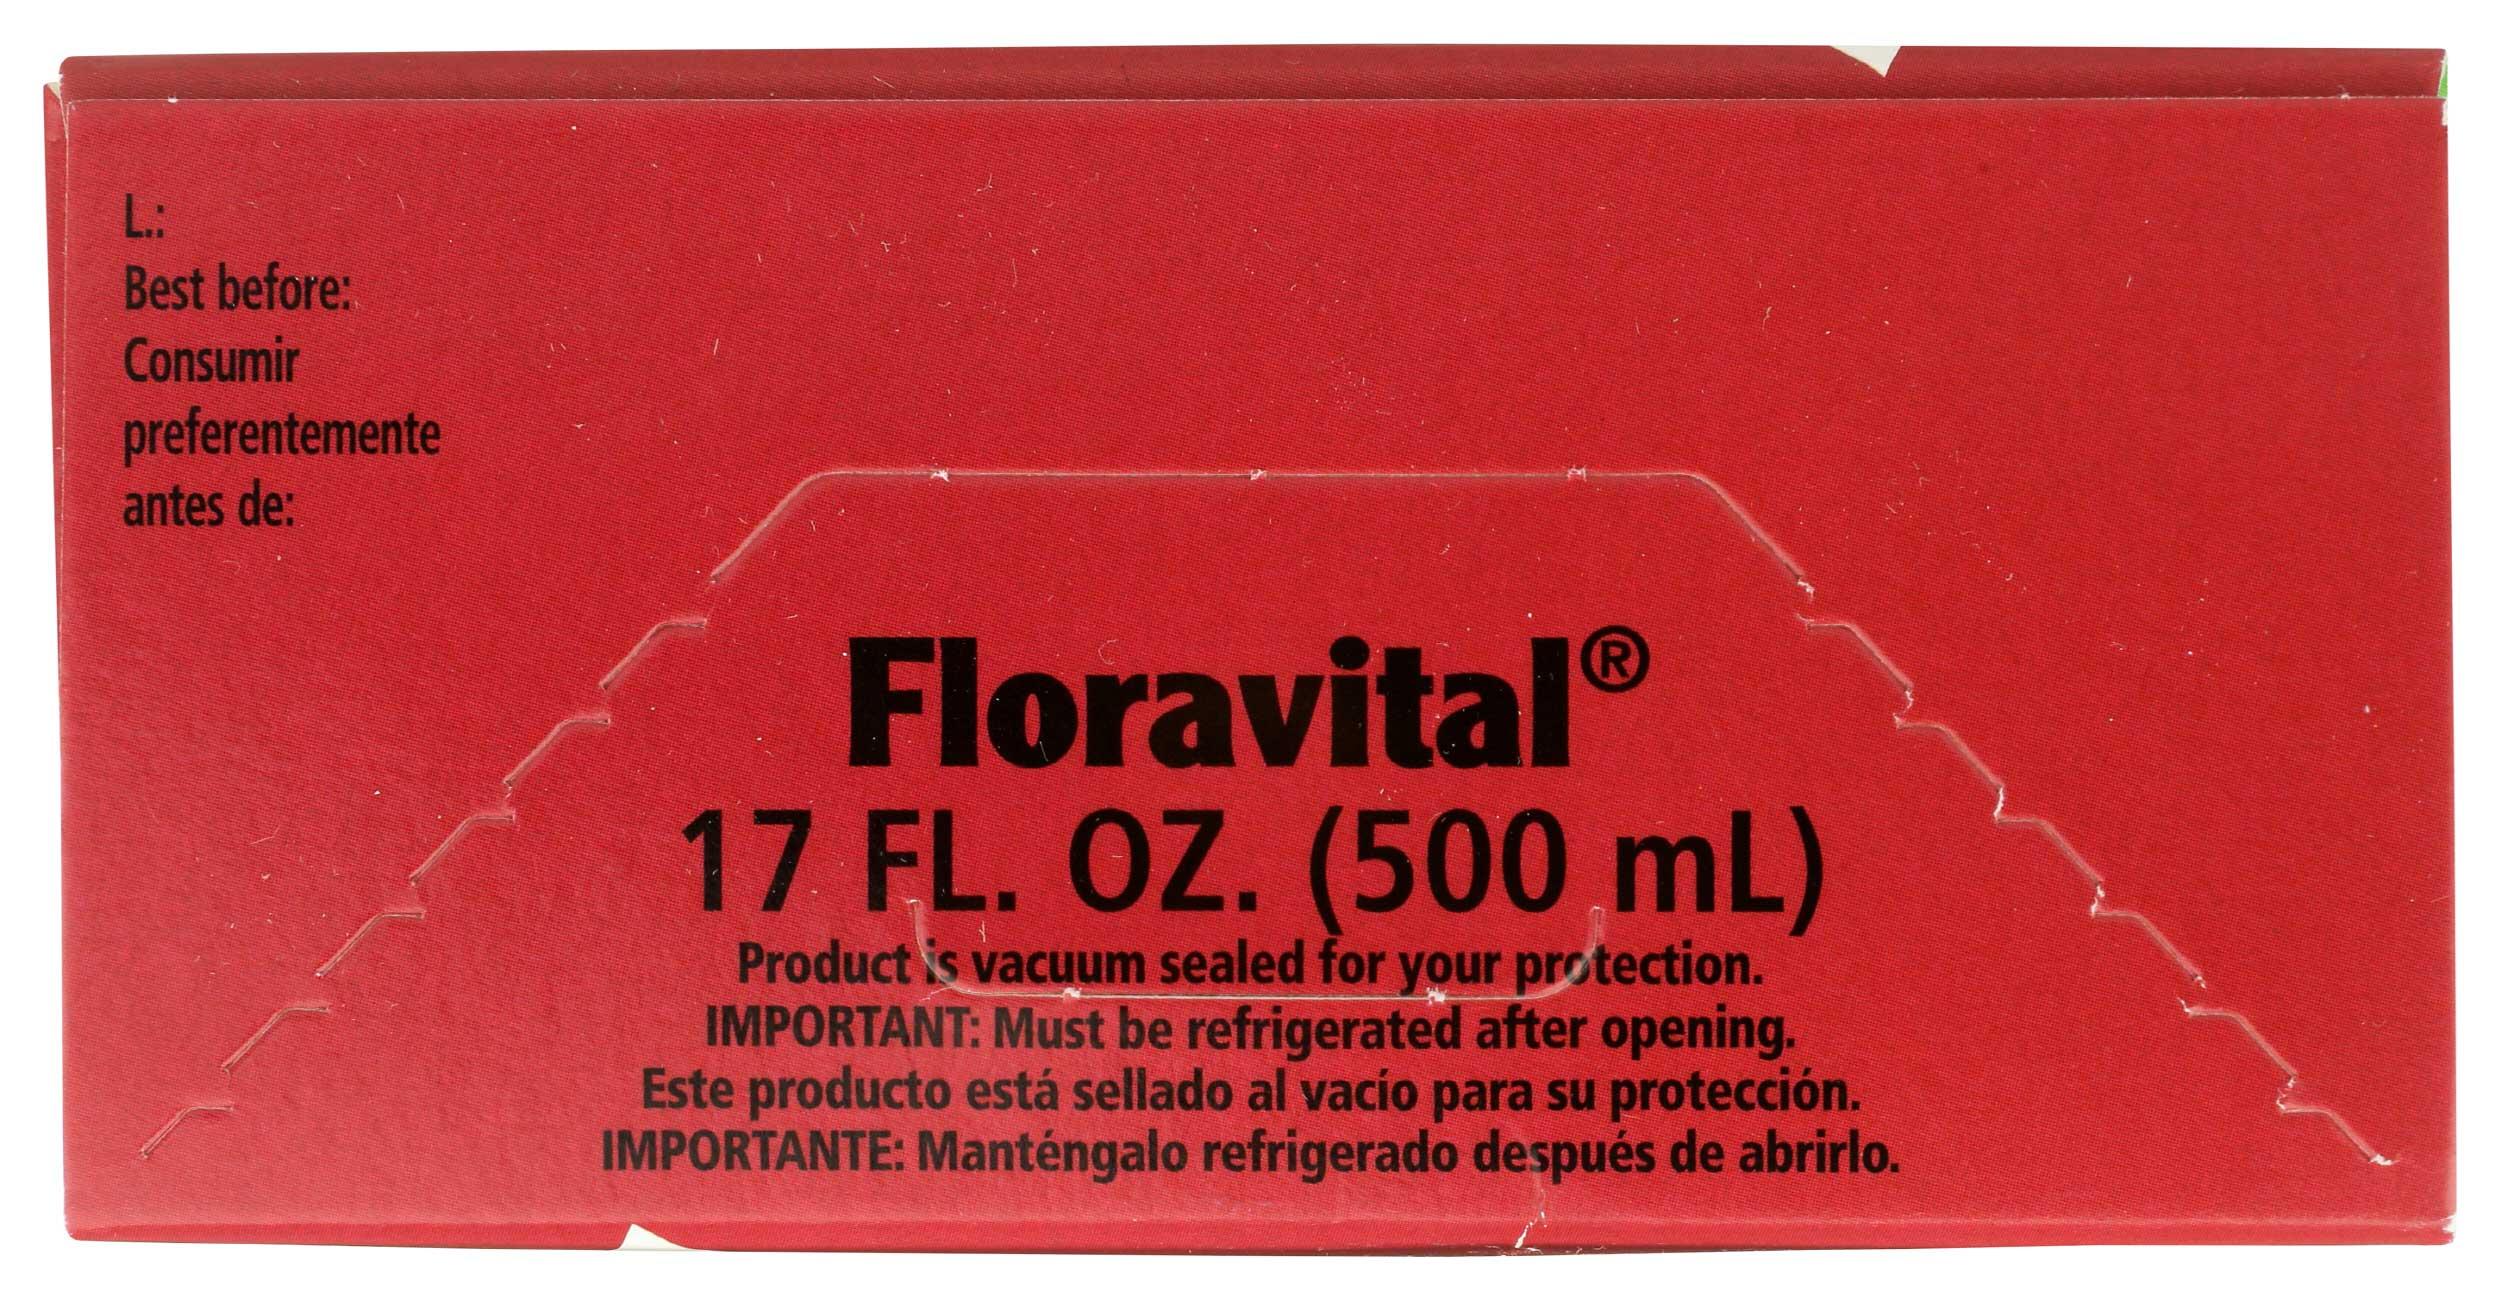 L.:
Best before:
Consumir
preferentemente
antes de:
Floravital®
17 FL. OZ. (500 mL)
Product is vacuum sealed for your protection.
IMPORTANT: Must be refrigerated after opening.
Este producto está sellado al vacío para su protección.
IMPORTANTE: Manténgalo refrigerado después de abrirlo.